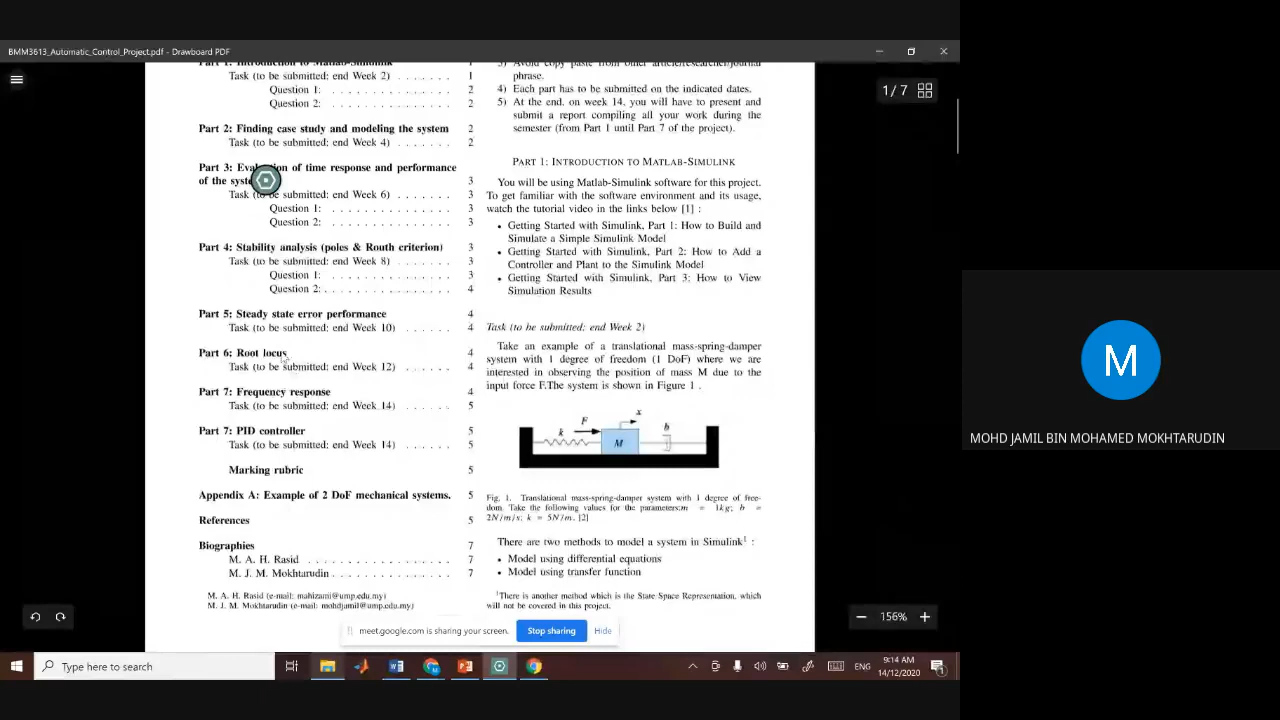 BMM3613_Automatic_Control_Project.pdf - Drawboard PDF
1 / 7
Part 1: Introduction to Matlab-Simulink 1
Task (to be submitted: end Week 2) . . . . . . . 1
Question 1: . . . . . . . . . . . . . 2
Question 2: . . . . . . . . . . . . . 2
Part 2: Finding case study and modeling the system 2
Task (to be submitted: end Week 4) . . . . . . . 2
Part 3: of time response and performance
of the 3
Task (to be submitted: end Week 6) . . . . . . . 3
Question 1: . . . . . . . . . . . . . 3
Question 2: . . . . . . . . . . . . . 3
Part 4: Stability analysis (poles & Routh criterion) 3
Task (to be submitted: end Week 8) . . . . . . . 3
Question 1: . . . . . . . . . . . . . 3
Question 2: . . . . . . . . . . . . . 4
Part 5: Steady state error performance 4
Task (to be submitted: end Week 10) . . . . . . 4
Part 6: Root locus 4
Task (to be submitted: end Week 12) . . . . . . 4
Part 7: Frequency response 4
Task (to be submitted: end Week 14) . . . . . . 5
Part 7: PID controller 5
Task (to be submitted: end Week 14) . . . . . . 5
Marking rubric 5
Appendix A: Example of 2 DoF mechanical systems. 5
References 5
Biographies 7
M. A. H. Rasid . . . . . . . . . . . . . . . . . . 7
M. J. M. Mokhtarudin . . . . . . . . . . . . . . . 7
M. A. H. Rasid (e-mail: mahizami@ump.edu.my)
M. J. M. Mokhtarudin (e-mail: mohdjamil@ump.edu.my)
3) Avoid copy paste from other article/researcher/journal
phrase.
4) Each part has to be submitted on the indicated dates.
5) At the end, on week 14, you will have to present and
submit a report compiling all your work during the
semester (from Part 1 until Part 7 of the project).
PART 1: INTRODUCTION TO MATLAB-SIMULINK
You will be using Matlab-Simulink software for this project.
To get familiar with the software environment and its usage,
watch the tutorial video in the links below [1] :
• Getting Started with Simulink, Part 1: How to Build and
Simulate a Simple Simulink Model
• Getting Started with Simulink, Part 2: How to Add a
Controller and Plant to the Simulink Model
• Getting Started with Simulink, Part 3: How to View
Simulation Results
Task (to be submitted: end Week 2)
Take an example of a translational mass-spring-damper
system with 1 degree of freedom (1 DoF) where we are
interested in observing the position of mass M due to the
input force F.The system is shown in Figure 1 .
x
F
k
M
b
Fig. 1. Translational mass-spring-damper system with 1 degree of free-
dom. Take the following values for the parameters:m = 1kg; b =
2N/m/s; k = 5N/m. [2]
There are two methods to model a system in Simulink1 :
• Model using differential equations
• Model using transfer function
1There is another method which is the State Space Representation, which
will not be covered in this project.
156%
meet.google.com is sharing your screen.
Stop sharing
Hide
Type here to search
ENG
9:14 AM
14/12/2020
M
MOHD JAMIL BIN MOHAMED MOKHTARUDIN